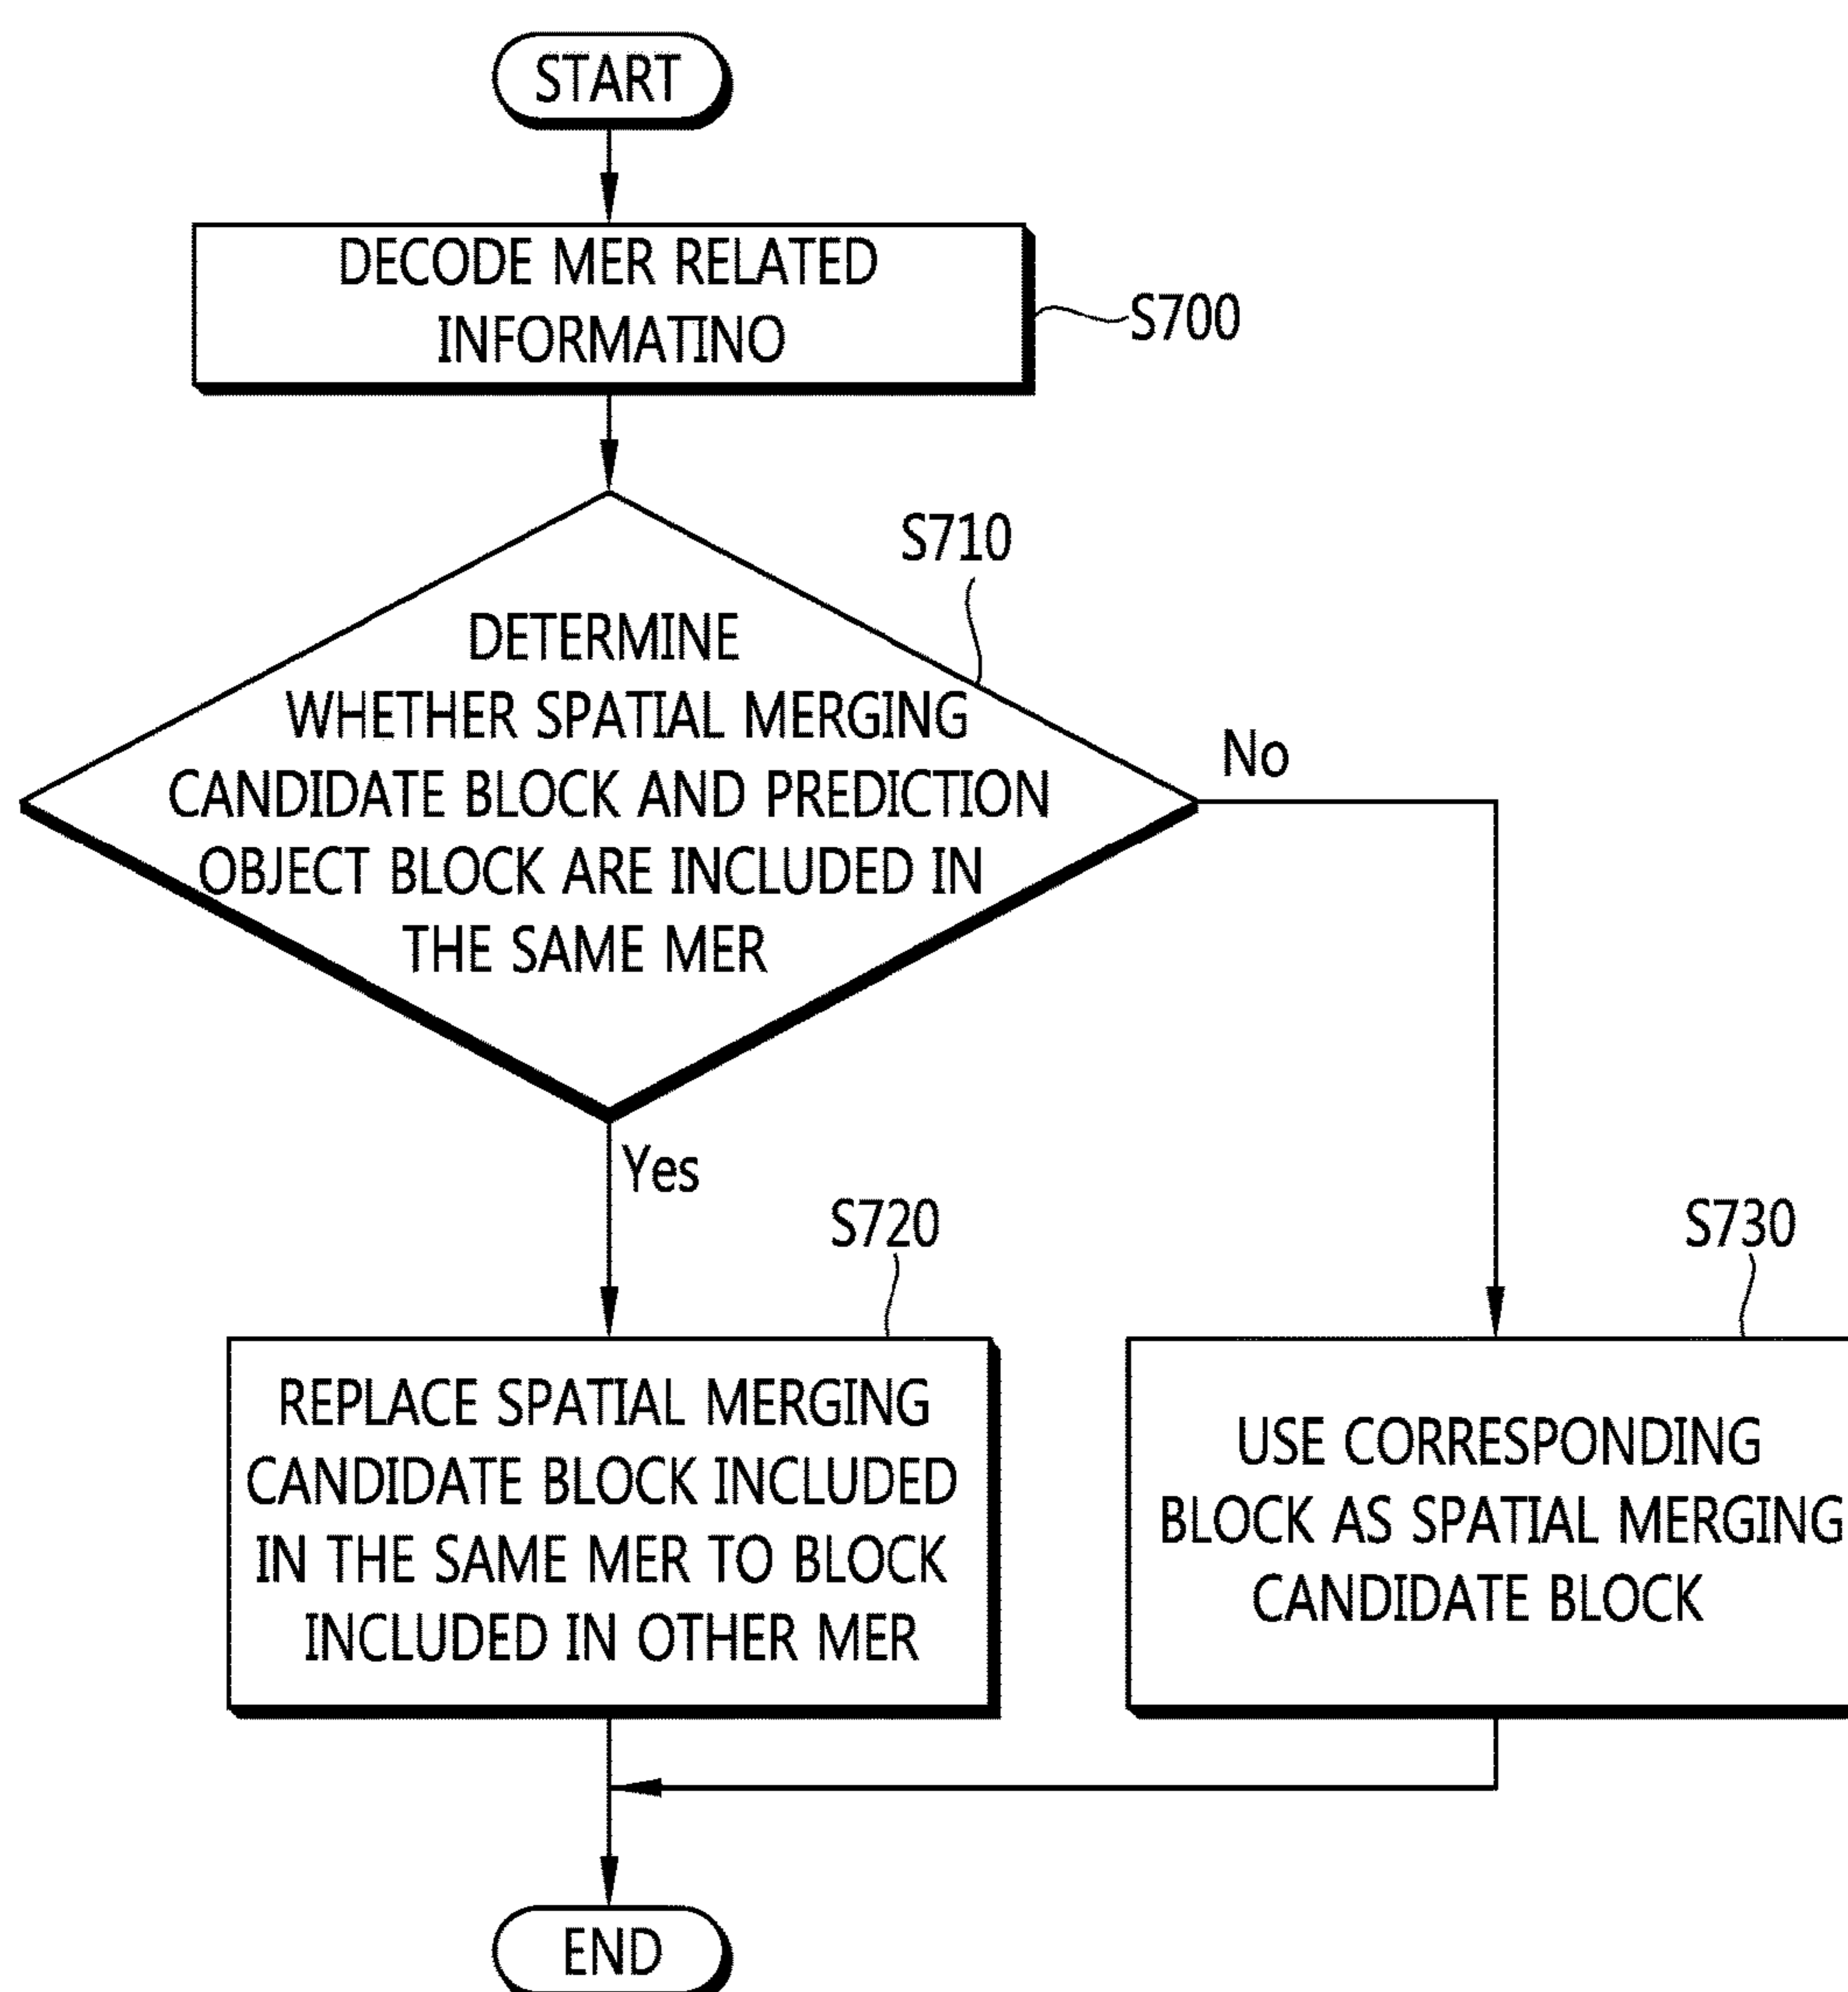 START
DECODE MER RELATED
INFORMATINO
S700
S710
DETERMINE
WHETHER SPATIAL MERGING
CANDIDATE BLOCK AND PREDICTION
OBJECT BLOCK ARE INCLUDED IN
THE SAME MER
No
Yes
S720
REPLACE SPATIAL MERGING
CANDIDATE BLOCK INCLUDED
IN THE SAME MER TO BLOCK
INCLUDED IN OTHER MER
S730
USE CORRESPONDING
BLOCK AS SPATIAL MERGING
CANDIDATE BLOCK
END